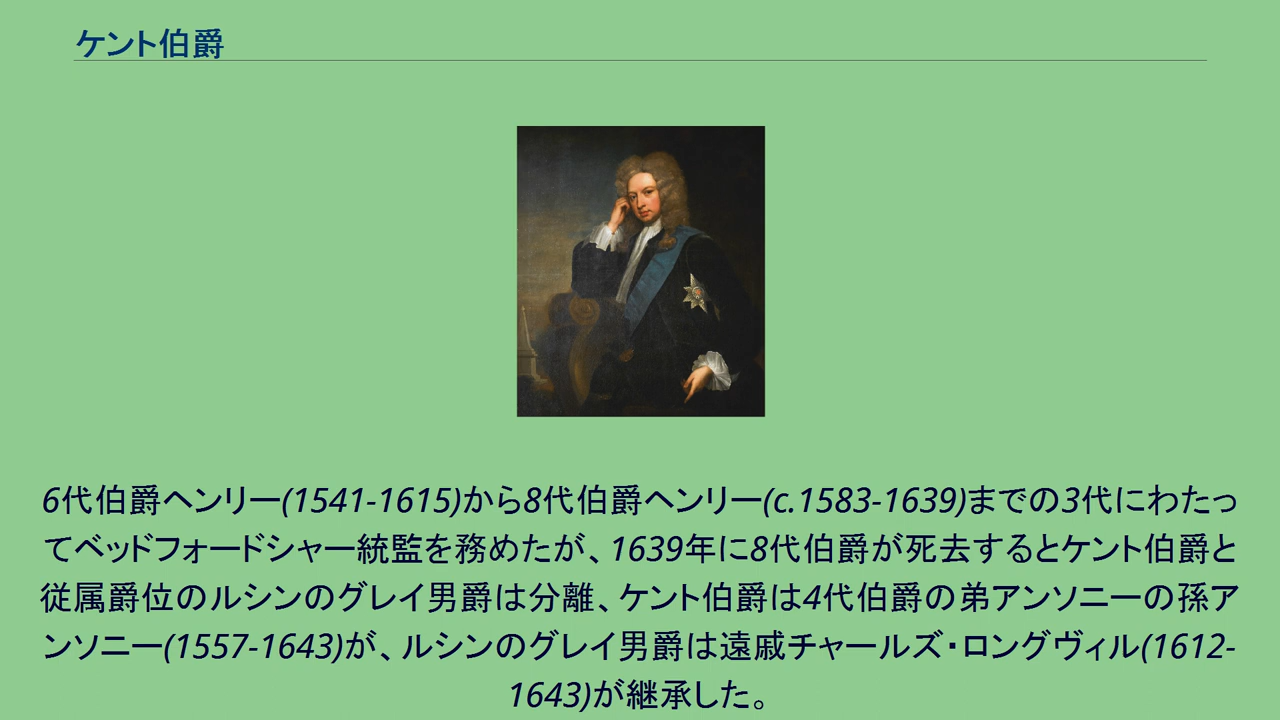 ケント伯爵
6代伯爵ヘンリー(1541-1615)から8代伯爵ヘンリー(c.1583-1639)までの3代にわたっ
てベッドフォードシャー統監を務めたが、1639年に8代伯爵が死去するとケント伯爵と
従属爵位のルシンのグレイ男爵は分離、ケント伯爵は4代伯爵の弟アンソニーの孫ア
ンソニー(1557-1643)が、ルシンのグレイ男爵は遠戚チャールズ・ロングヴィル(1612-
1643)が継承した。